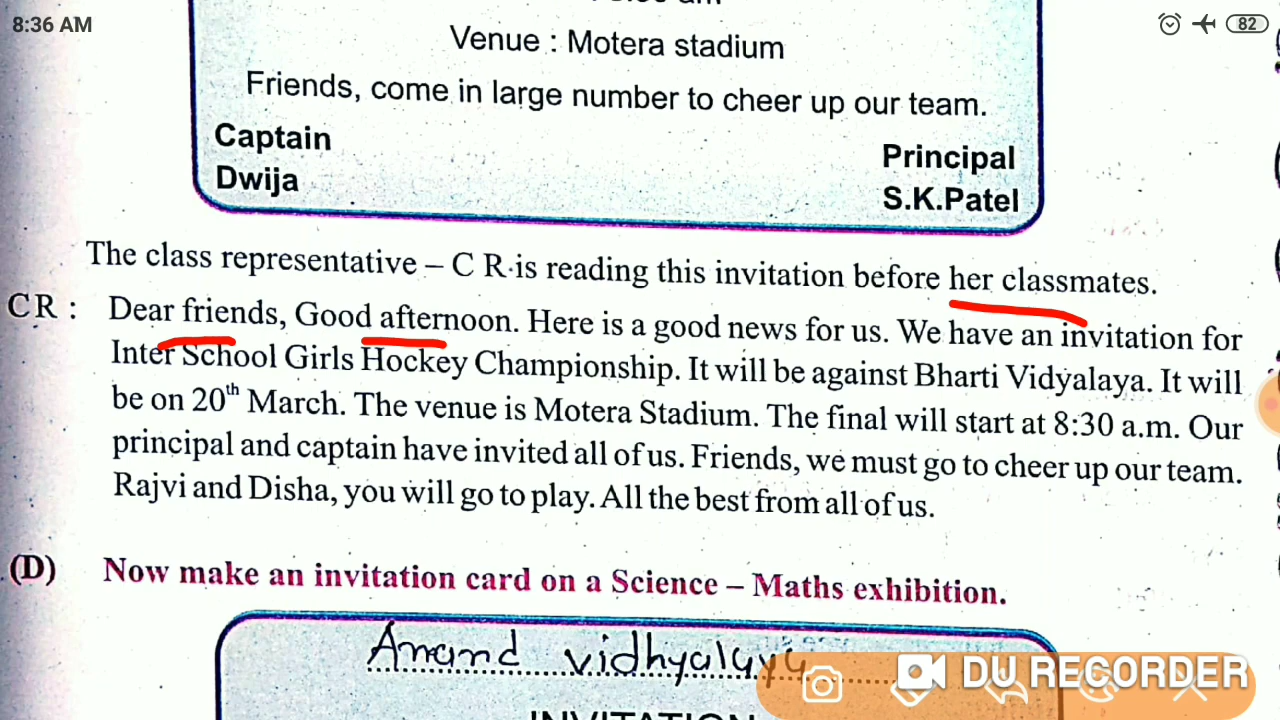 8:36 AM
82
Venue : Motera stadium
Friends, come in large number to cheer up our team.
Captain
Principal
Dwija
S.K.Patel
The class representative – C R is reading this invitation before her classmates.
CR : Dear friends, Good afternoon. Here is a good news for us. We have an invitation for
Inter School Girls Hockey Championship. It will be against Bharti Vidyalaya. It will
be on 20th March. The venue is Motera Stadium. The final will start at 8:30 a.m. Our
principal and captain have invited all of us. Friends, we must go to cheer up our team.
Rajvi and Disha, you will go to play. All the best from all of us.
(D) Now make an invitation card on a Science – Maths exhibition.
Anand vidhyalaya
DU RECORDER
INVITATION